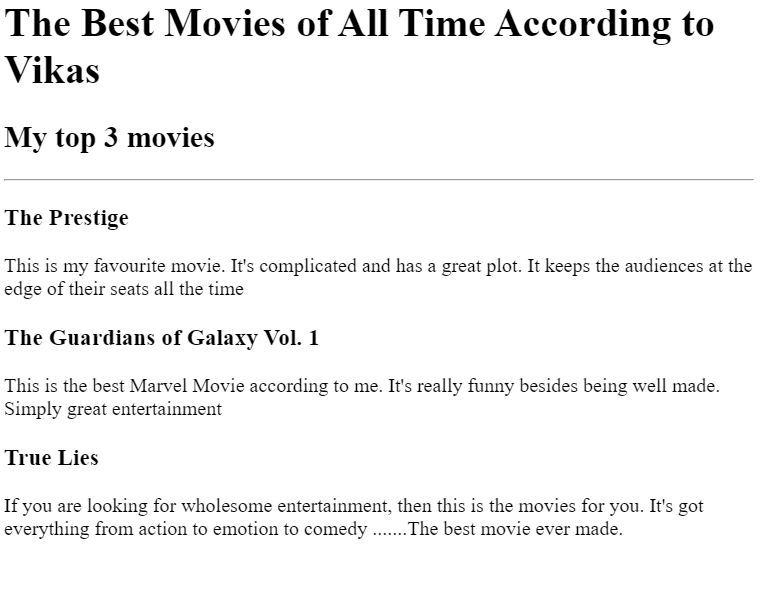 The Best Movies of All Time According to
Vikas
My top 3 movies
The Prestige
This is my favourite movie. It's complicated and has a great plot. It keeps the audiences at the
edge of their seats all the time
The Guardians of Galaxy Vol. 1
This is the best Marvel Movie according to me. It's really funny besides being well made.
Simply great entertainment
True Lies
If you are looking for wholesome entertainment, then this is the movies for you. It's got
everything from action to emotion to comedy .......The best movie ever made.